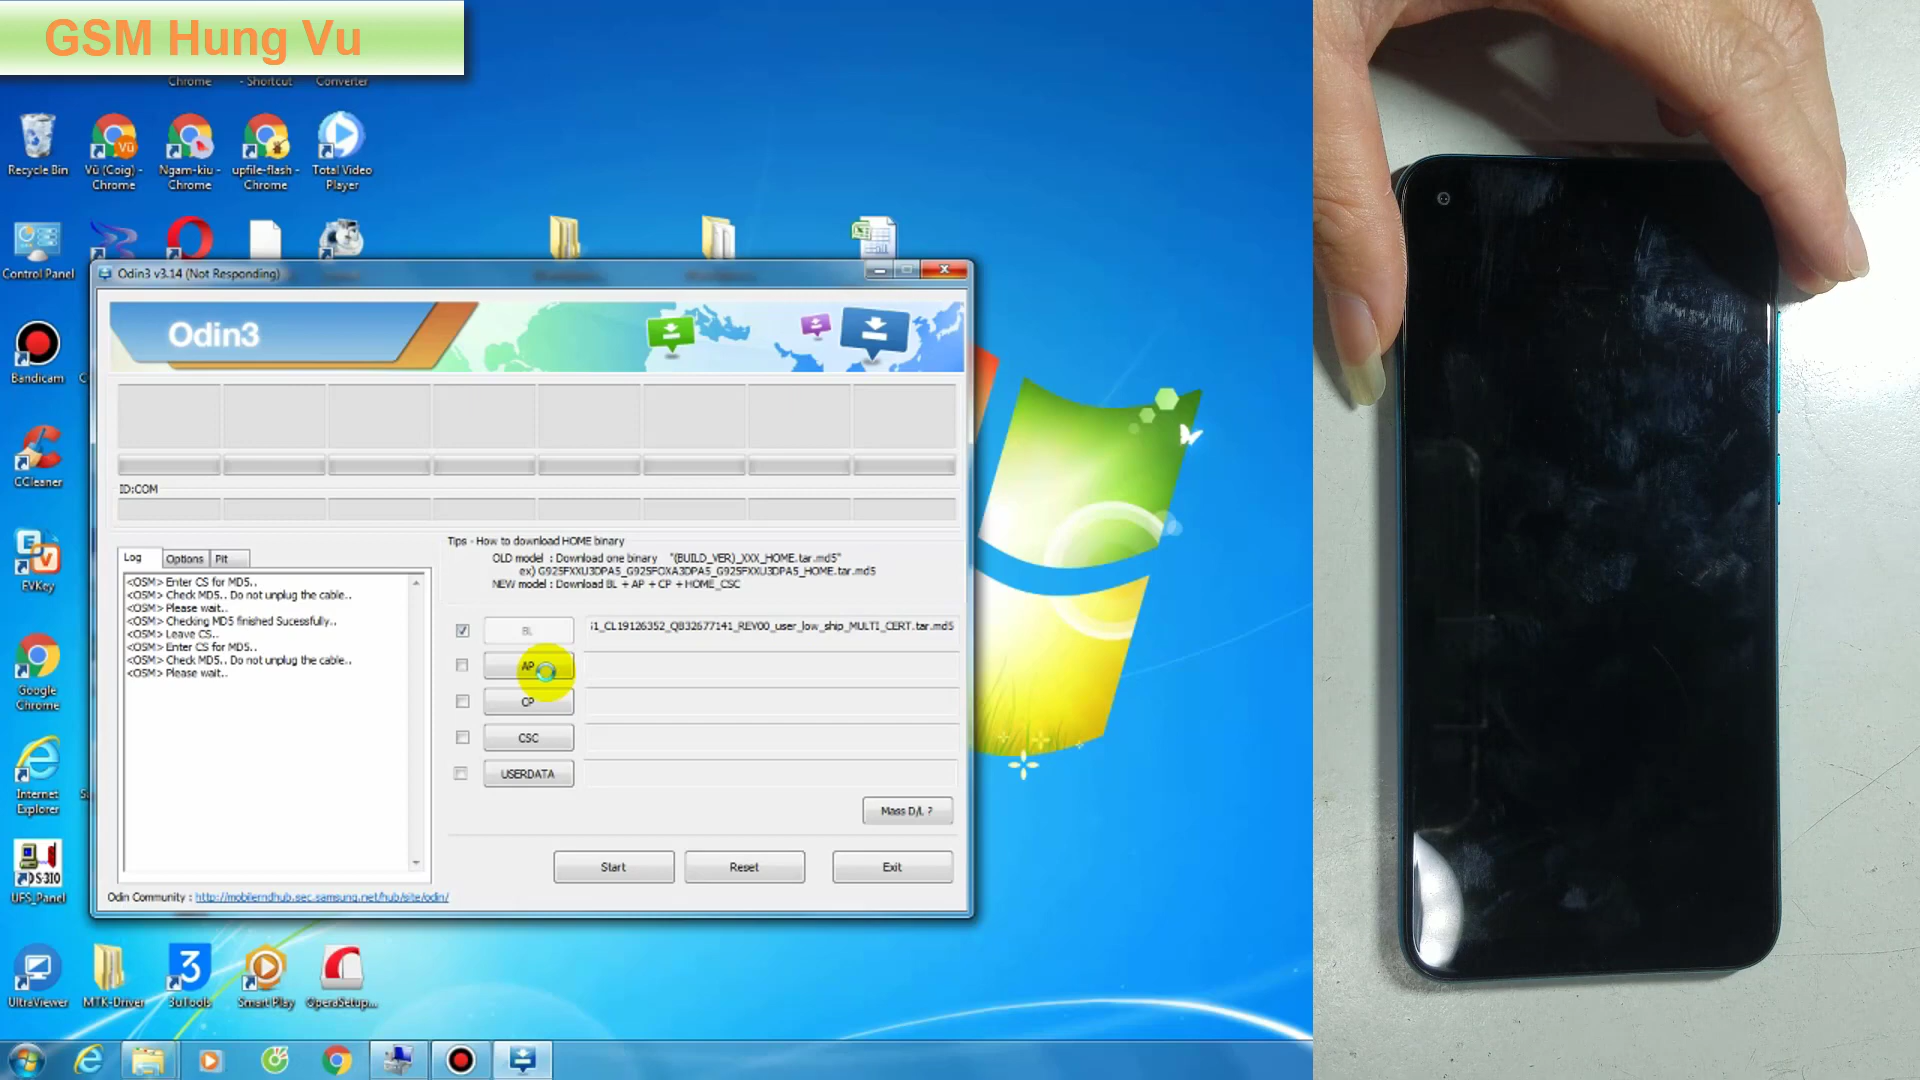 GSM Hung Vu
Chrome
- Shortcut
Converter
Recycle Bin
Vũ (Coig) - Chrome
Ngam-kiu - Chrome
upfile-flash - Chrome
Total Video Player
Control Panel
Bandicam
CCleaner
EVKey
Google Chrome
Internet Explorer
DS-310
UFS_Panel
UltraViewer
MTK-Driver
3uTools
Smart Play
OperaSetup...
Odin3 v3.14 (Not Responding)
Odin3
ID:COM
Log
Options
Pit
<OSM> Enter CS for MD5..
<OSM> Check MD5.. Do not unplug the cable..
<OSM> Please wait..
<OSM> Checking MD5 finished Sucessfully..
<OSM> Leave CS..
<OSM> Enter CS for MD5..
<OSM> Check MD5.. Do not unplug the cable..
<OSM> Please wait..
Tips - How to download HOME binary
OLD model : Download one binary "(BUILD_VER)_XXX_HOME.tar.md5"
ex) G925FXXU3DPA5_G925FOXA3DPA5_G925FXXU3DPA5_HOME.tar.md5
NEW model : Download BL + AP + CP + HOME_CSC
BL
i1_CL19126352_QB32677141_REV00_user_low_ship_MULTI_CERT.tar.md5
AP
CP
CSC
USERDATA
Mass D/L ?
Start
Reset
Exit
Odin Community : http://mobilerndhub.sec.samsung.net/hub/site/odin/